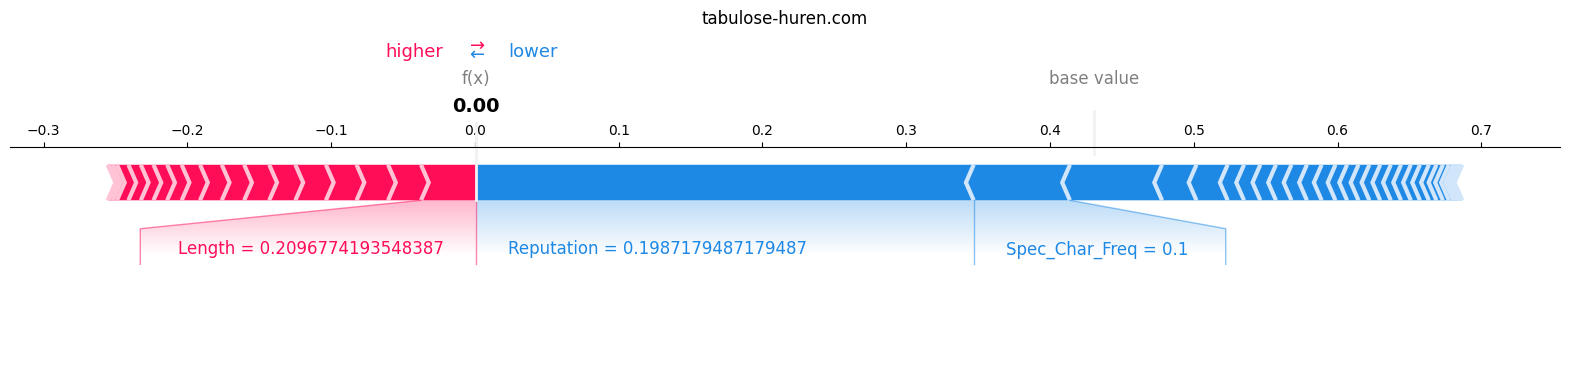 tabulose-huren.com
higher ⇄ lower
f(x) base value
0.00
−0.3 −0.2 −0.1 0.0 0.1 0.2 0.3 0.4 0.5 0.6 0.7
Length = 0.2096774193548387 Reputation = 0.1987179487179487 Spec_Char_Freq = 0.1